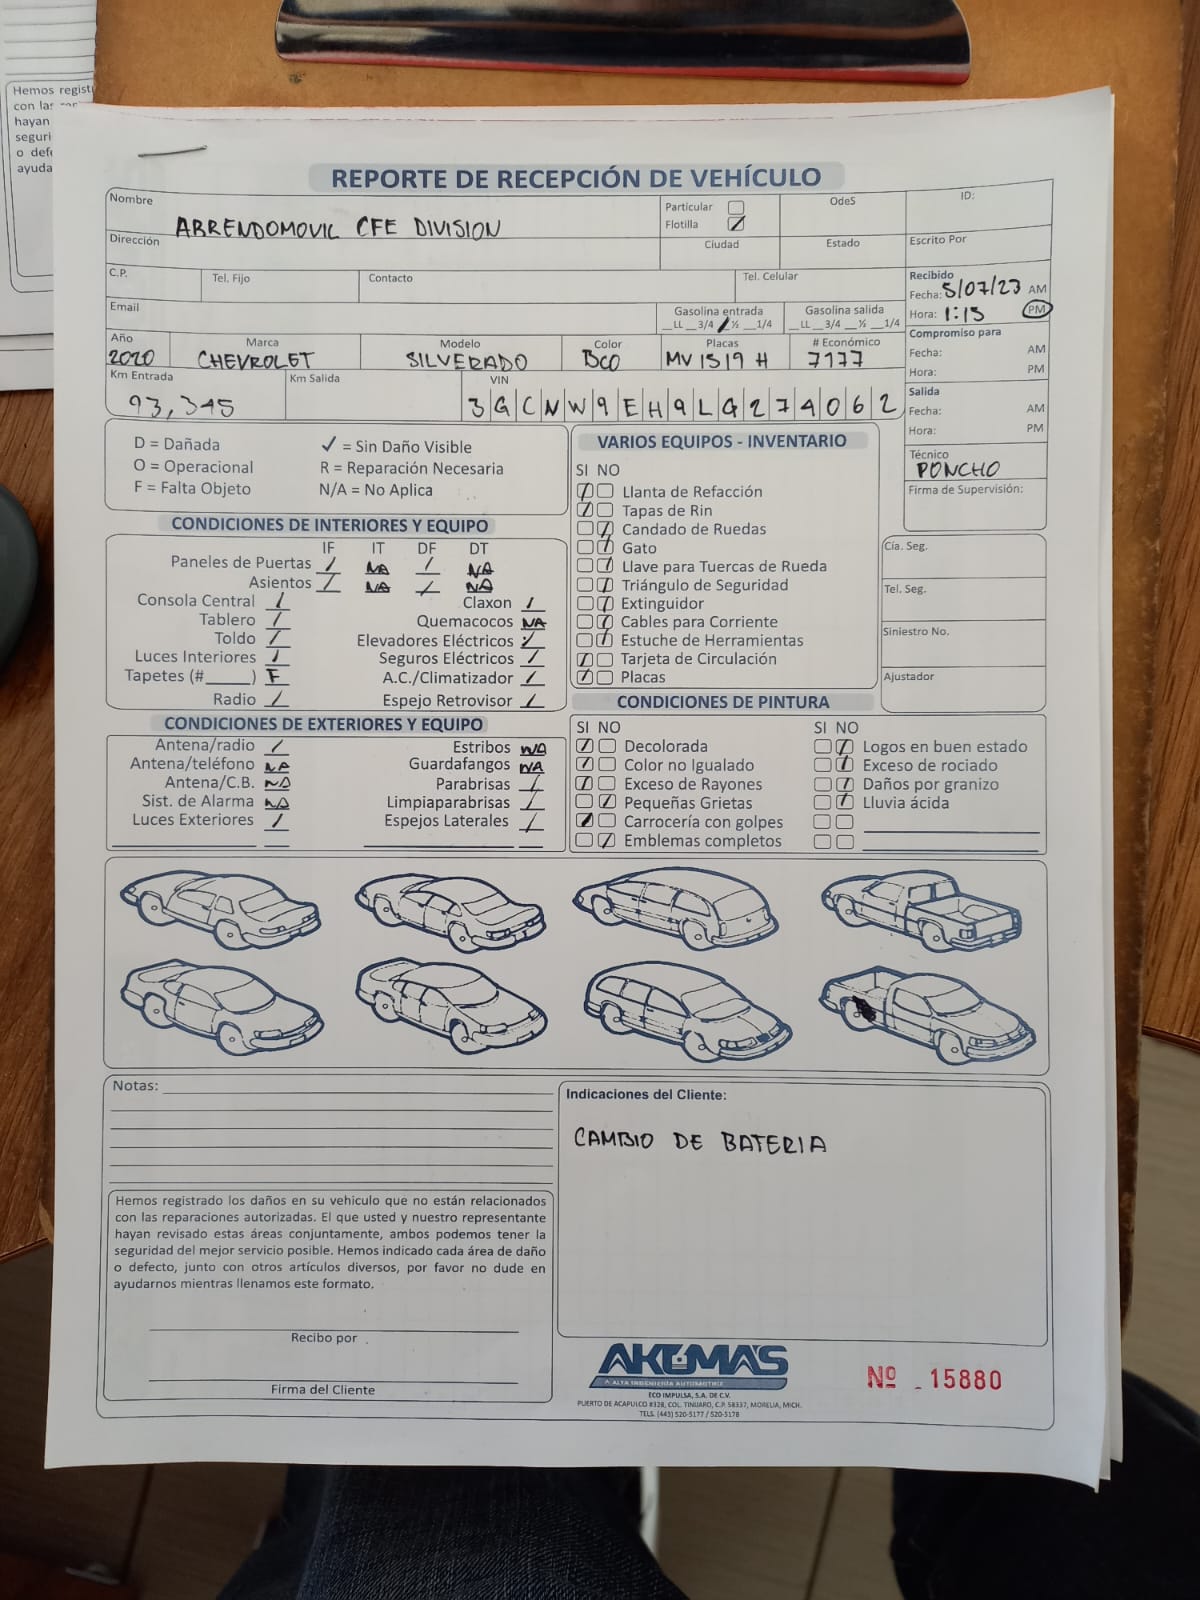 Hemos regist
con las
hayan
seguri
o defe
ayuda
REPORTE DE RECEPCIÓN DE VEHÍCULO
Nombre
ARRENDOMOVIL CFE DIVISION
Particular
Flotilla
OdeS
ID:
Dirección
Ciudad
Estado
Escrito Por
C.P.
Tel. Fijo
Contacto
Tel. Celular
Recibido
Fecha: 5/07/23 AM
Hora: 1:15 PM
Email
Gasolina entrada
__LL __3/4 __½ __1/4
Gasolina salida
__LL __3/4 __½ __1/4
Compromiso para
Fecha: AM
Hora: PM
Año
2020
Marca
CHEVROLET
Modelo
SILVERADO
Color
BCO
Placas
MV 1519 H
# Económico
7177
Km Entrada
93,345
Km Salida
VIN
3GCNW9EH9LG274062
Salida
Fecha: AM
Hora: PM
Técnico
PONCHO
Firma de Supervisión:
D = Dañada
✓ = Sin Daño Visible
O = Operacional
R = Reparación Necesaria
F = Falta Objeto
N/A = No Aplica
CONDICIONES DE INTERIORES Y EQUIPO
IF IT DF DT
Paneles de Puertas / NA / NA
Asientos / NA / NA
Consola Central /
Claxon /
Tablero /
Quemacocos NA
Toldo /
Elevadores Eléctricos /
Luces Interiores /
Seguros Eléctricos /
Tapetes (#_____) F
A.C./Climatizador /
Radio /
Espejo Retrovisor /
VARIOS EQUIPOS - INVENTARIO
SI NO
Llanta de Refacción
Tapas de Rin
Candado de Ruedas
Gato
Llave para Tuercas de Rueda
Triángulo de Seguridad
Extinguidor
Cables para Corriente
Estuche de Herramientas
Tarjeta de Circulación
Placas
Cía. Seg.
Tel. Seg.
Siniestro No.
Ajustador
CONDICIONES DE EXTERIORES Y EQUIPO
Antena/radio /
Estribos NA
Antena/teléfono NA
Guardafangos NA
Antena/C.B. NA
Parabrisas /
Sist. de Alarma NA
Limpiaparabrisas /
Luces Exteriores /
Espejos Laterales /
CONDICIONES DE PINTURA
SI NO
SI NO
Decolorada
Logos en buen estado
Color no Igualado
Exceso de rociado
Exceso de Rayones
Daños por granizo
Pequeñas Grietas
Lluvia ácida
Carrocería con golpes
Emblemas completos
Notas:
Indicaciones del Cliente:
CAMBIO DE BATERIA
Hemos registrado los daños en su vehiculo que no están relacionados
con las reparaciones autorizadas. El que usted y nuestro representante
hayan revisado estas áreas conjuntamente, ambos podemos tener la
seguridad del mejor servicio posible. Hemos indicado cada área de daño
o defecto, junto con otros artículos diversos, por favor no dude en
ayudarnos mientras llenamos este formato.
Recibo por
Firma del Cliente
AKUMA'S
A ALTA INGENIERÍA AUTOMOTRIZ
ECO IMPULSA, S.A. DE C.V.
PUERTO DE ACAPULCO #328, COL. TINIJARO, C.P. 58337, MORELIA, MICH.
TELS. (443) 520-5177 / 520-5178
Nº 15880